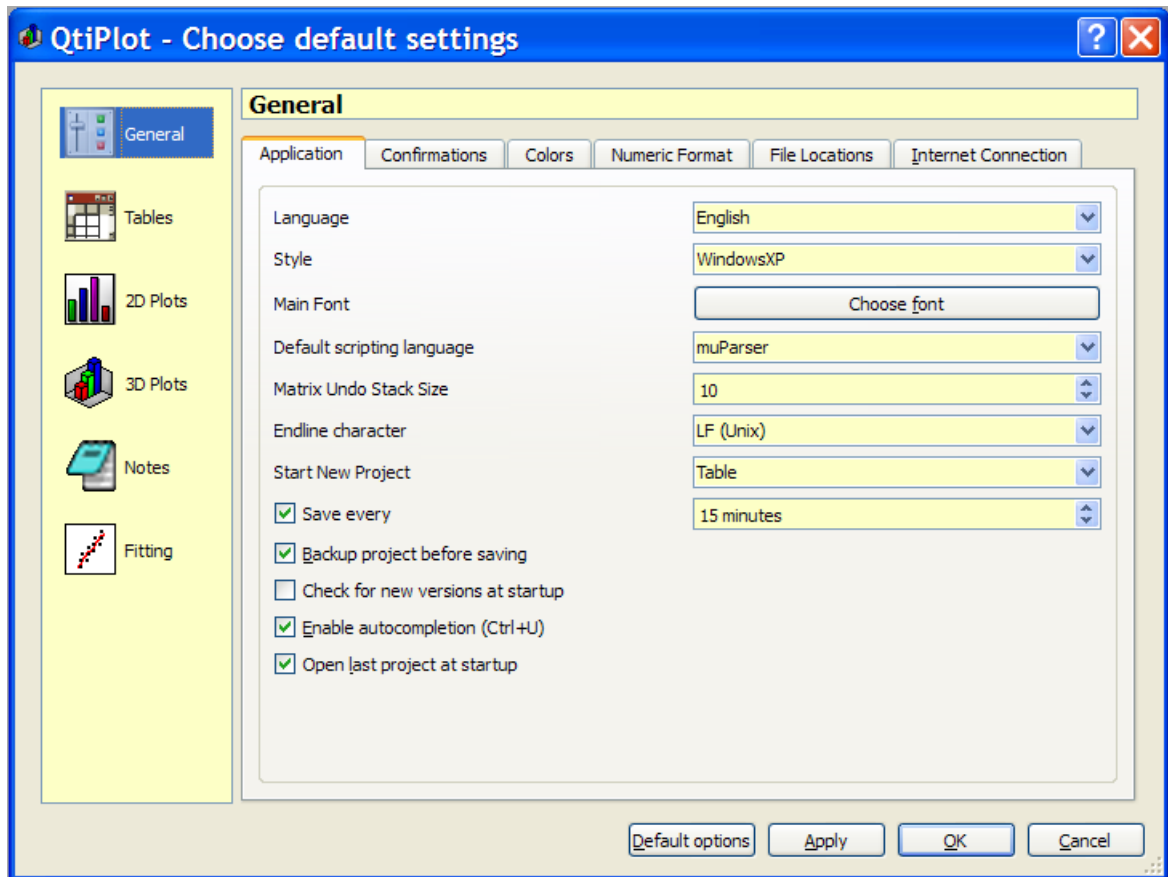 QtiPlot - Choose default settings
General
Tables
2D Plots
3D Plots
Notes
Fitting
General
Application Confirmations Colors Numeric Format File Locations Internet Connection
Language English
Style WindowsXP
Main Font Choose font
Default scripting language muParser
Matrix Undo Stack Size 10
Endline character LF (Unix)
Start New Project Table
Save every 15 minutes
Backup project before saving
Check for new versions at startup
Enable autocompletion (Ctrl+U)
Open last project at startup
Default options Apply OK Cancel